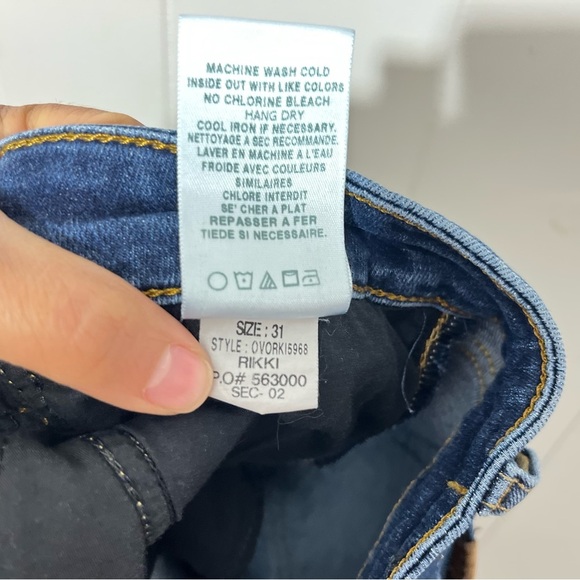 MACHINE WASH COLD
INSIDE OUT WITH LIKE COLORS
NO CHLORINE BLEACH
HANG DRY
COOL IRON IF NECESSARY.
NETTOYAGE A SEC RECOMMANDE.
LAVER EN MACHINE A L'EAU
FROIDE AVEC COULEURS
SIMILAIRES
CHLORE INTERDIT
SE' CHER A PLAT
REPASSER A FER
TIEDE SI NECESSAIRE.
SIZE : 31
STYLE : OVORKI5968
RIKKI
P.O# 563000
SEC- 02